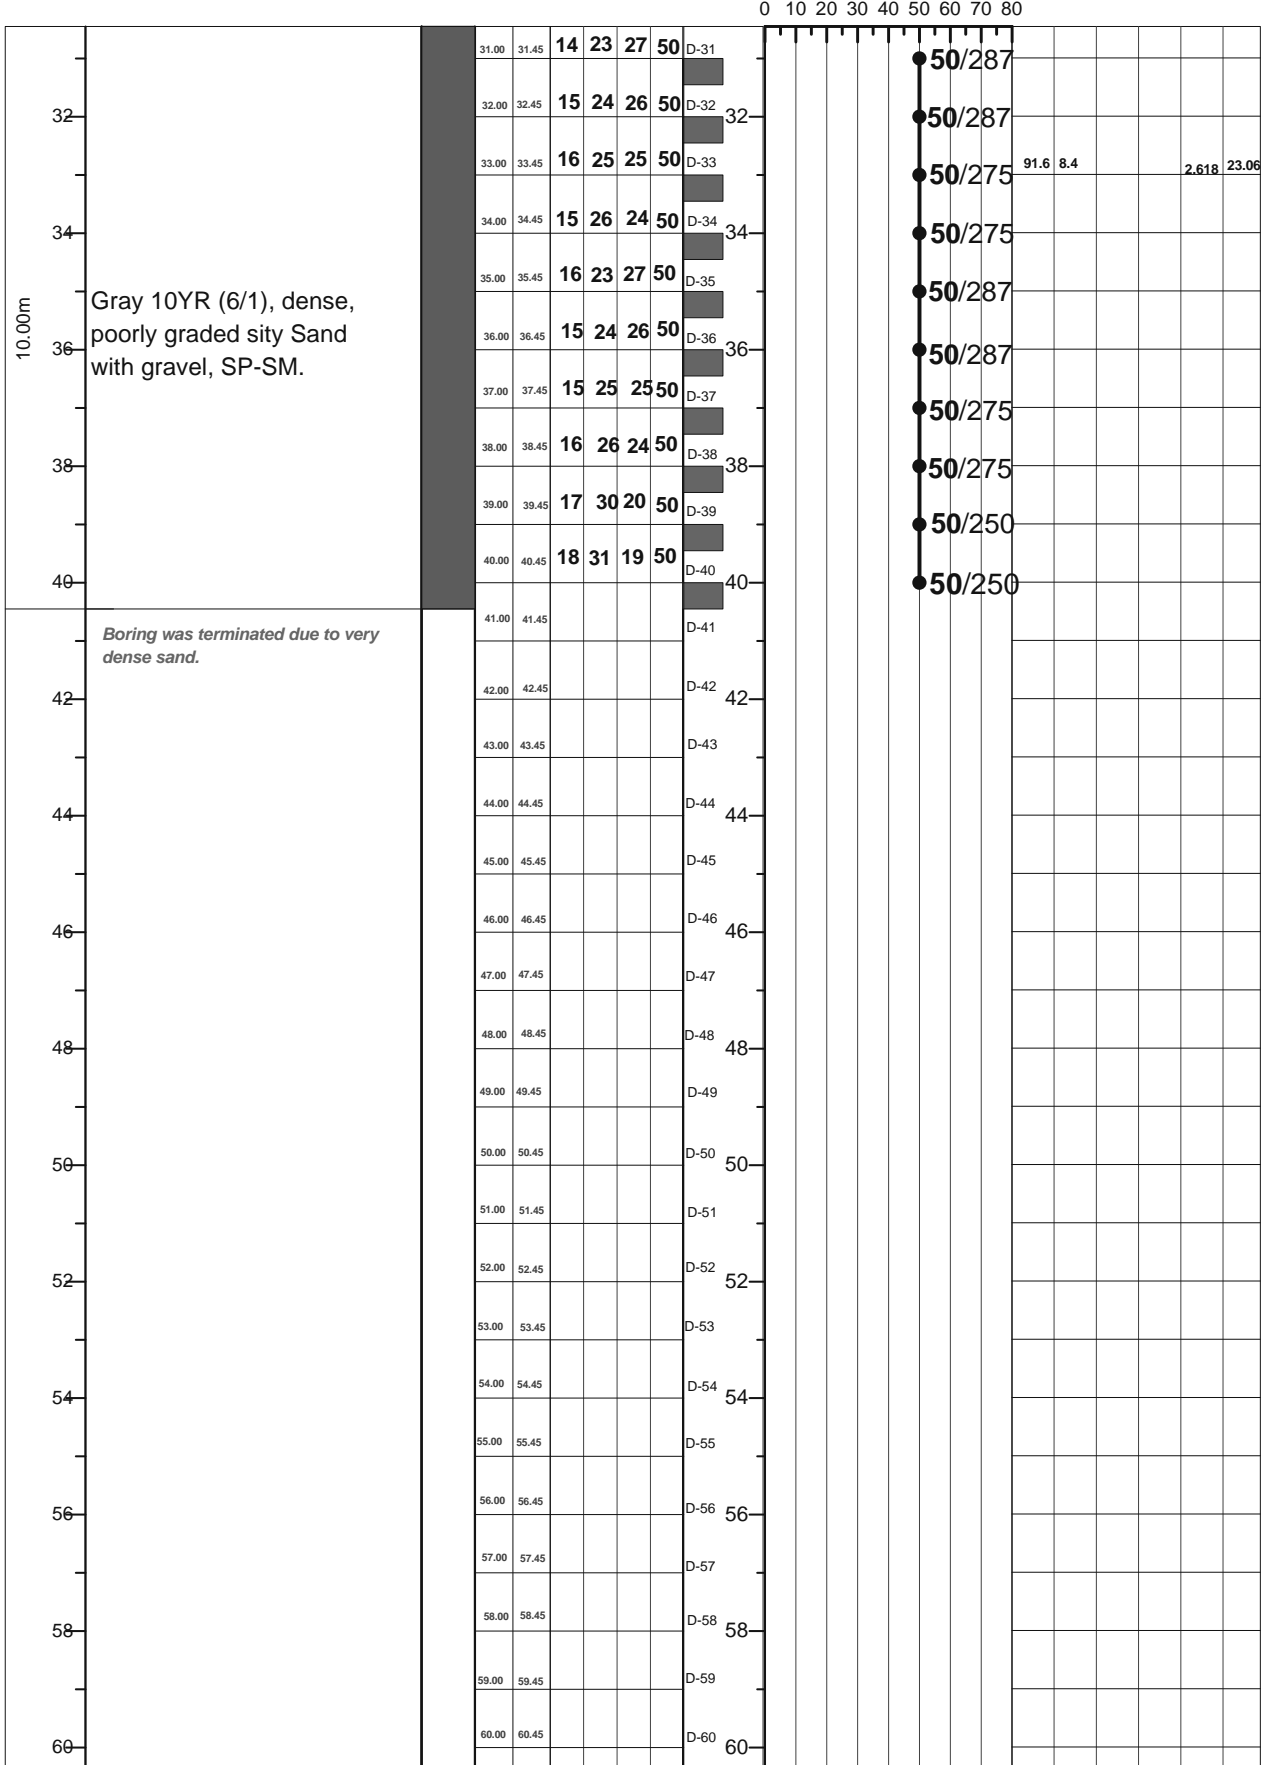 0 10 20 30 40 50 60 70 80
31.00 31.45 14 23 27 50 D-31 50/287
32 32.00 32.45 15 24 26 50 D-32 32 50/287
33.00 33.45 16 25 25 50 D-33 50/275 91.6 8.4 2.618 23.06
34 34.00 34.45 15 26 24 50 D-34 34 50/275
35.00 35.45 16 23 27 50 D-35 50/287
10.00m
Gray 10YR (6/1), dense,
poorly graded sity Sand
with gravel, SP-SM.
36 36.00 36.45 15 24 26 50 D-36 36 50/287
37.00 37.45 15 25 25 50 D-37 50/275
38 38.00 38.45 16 26 24 50 D-38 38 50/275
39.00 39.45 17 30 20 50 D-39 50/250
40 40.00 40.45 18 31 19 50 D-40 40 50/250
41.00 41.45 D-41
Boring was terminated due to very
dense sand.
42 42.00 42.45 D-42 42
43.00 43.45 D-43
44 44.00 44.45 D-44 44
45.00 45.45 D-45
46 46.00 46.45 D-46 46
47.00 47.45 D-47
48 48.00 48.45 D-48 48
49.00 49.45 D-49
50 50.00 50.45 D-50 50
51.00 51.45 D-51
52 52.00 52.45 D-52 52
53.00 53.45 D-53
54 54.00 54.45 D-54 54
55.00 55.45 D-55
56 56.00 56.45 D-56 56
57.00 57.45 D-57
58 58.00 58.45 D-58 58
59.00 59.45 D-59
60 60.00 60.45 D-60 60